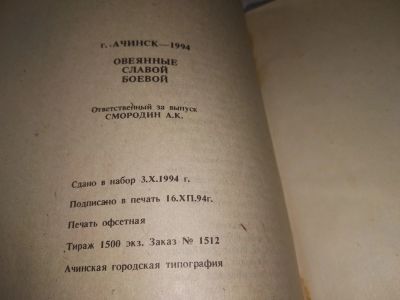 г. АЧИНСК—1994
ОВЕЯННЫЕ
СЛАВОЙ
БОЕВОЙ
Ответственный за выпуск
СМОРОДИН А.К.
Сдано в набор 3.X.1994 г.
Подписано в печать 16.XП.94г.
Печать офсетная
Тираж 1500 экз. Заказ № 1512
Ачинская городская типография